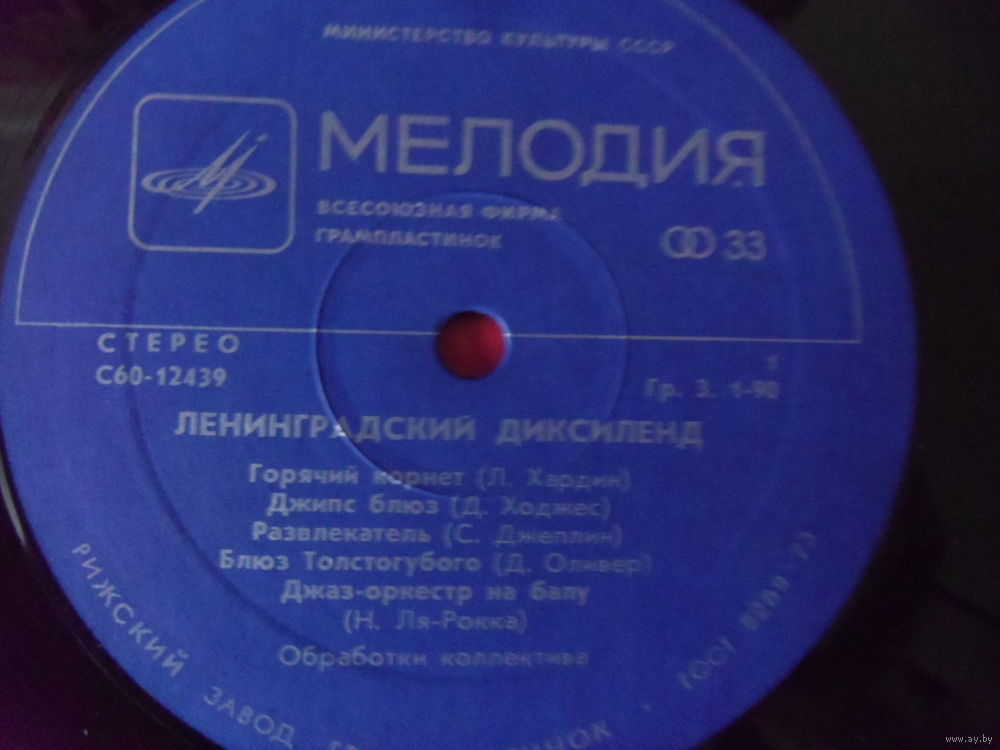 МИНИСТЕРСТВО КУЛЬТУРЫ СССР
МЕЛОДИЯ
ВСЕСОЮЗНАЯ ФИРМА
ГРАМПЛАСТИНОК
33
СТЕРЕО
С60-12439
1
Гр. 3. 1-90
ЛЕНИНГРАДСКИЙ ДИКСИЛЕНД
Горячий корнет (Л. Хардин)
Джипс блюз (Д. Ходжес)
Развлекатель (С. Джеплин)
Блюз Толстогубого (Д. Оливер)
Джаз-оркестр на балу
(Н. Ля-Рокка)
Обработки коллектива
РИЖСКИЙ ЗАВОД
ГОСТ 5289-73
www.ay.by